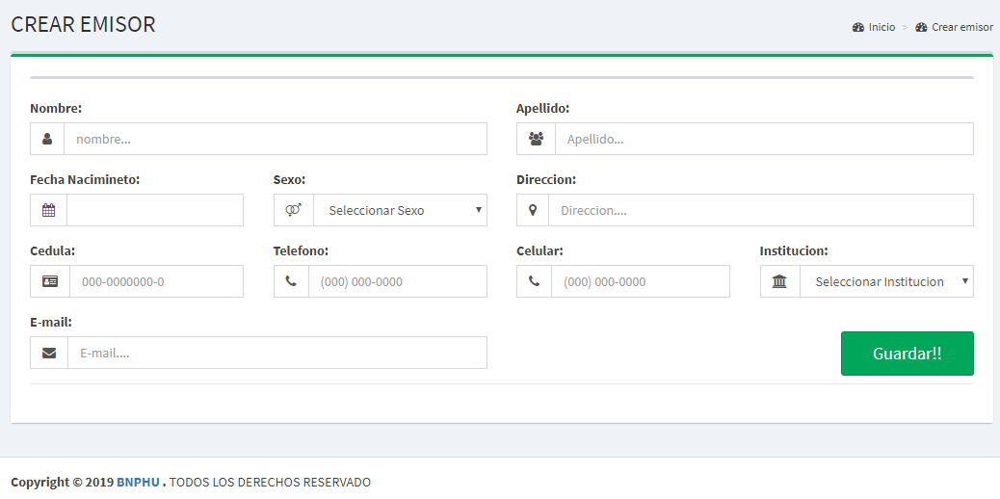 CREAR EMISOR
Inicio > Crear emisor
Nombre: Apellido:
nombre... Apellido...
Fecha Nacimineto: Sexo: Direccion:
Seleccionar Sexo Direccion....
Cedula: Telefono: Celular: Institucion:
000-0000000-0 (000) 000-0000 (000) 000-0000 Seleccionar Institucion
E-mail:
E-mail.... Guardar!!
Copyright © 2019 BNPHU . TODOS LOS DERECHOS RESERVADO